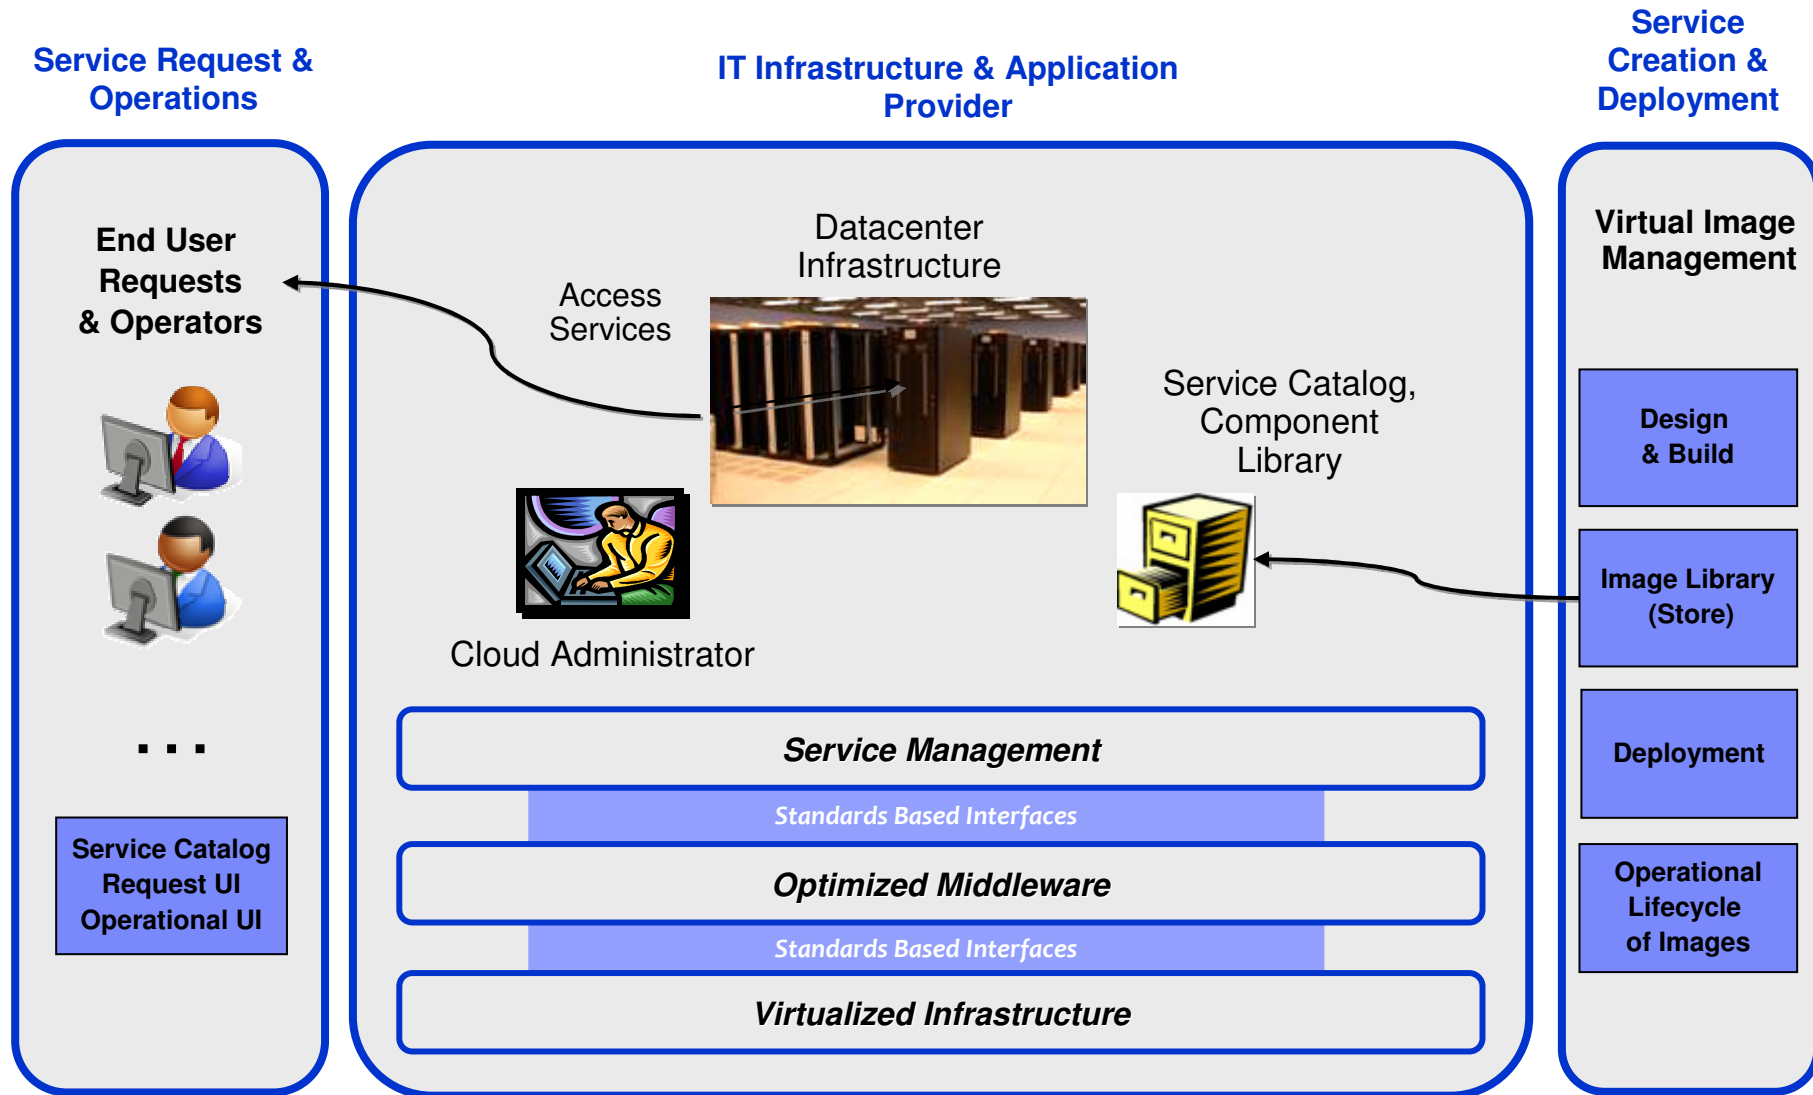 Service Request &
Operations
IT Infrastructure & Application
Provider
Service
Creation &
Deployment
End User
Requests
& Operators
Service Catalog
Request UI
Operational UI
Access
Services
Datacenter
Infrastructure
Service Catalog,
Component
Library
Cloud Administrator
Service Management
Standards Based Interfaces
Optimized Middleware
Standards Based Interfaces
Virtualized Infrastructure
Virtual Image
Management
Design
& Build
Image Library
(Store)
Deployment
Operational
Lifecycle
of Images